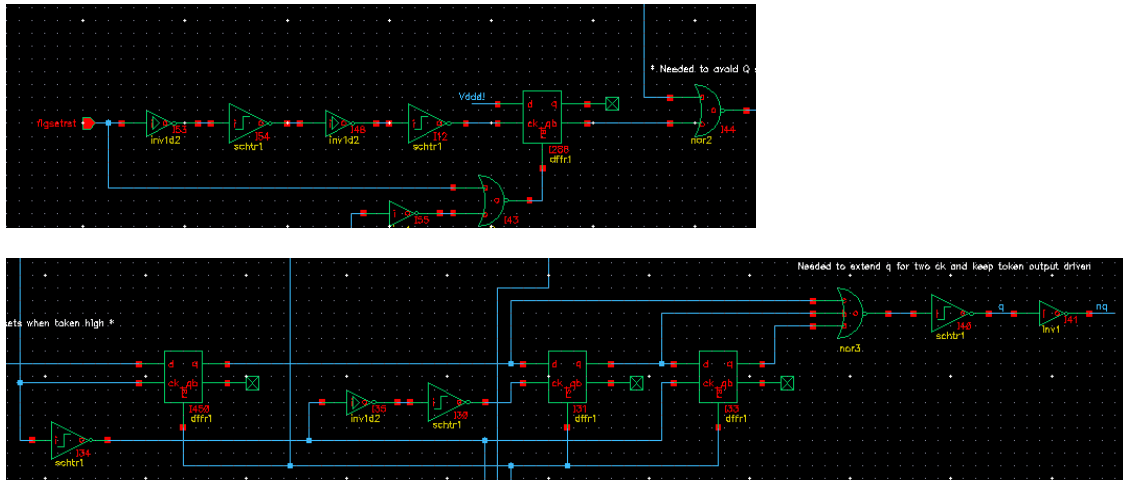 * Needed to avoid Q
Vddd!
flgsetrst
I53
I54
I46
I12
d
q
ck
qb
I44
inv1d2
schtr1
inv1d2
schtr1
nor2
I288
dffr1
I55
I43
Needed to extend q for two ck and keep token output driven
sets when token high *
q
nq
I40
I41
schtr1
inv1
nor3
d
q
d
q
d
q
ck
qb
ck
qb
ck
qb
I35
I30
I31
I33
inv1d2
schtr1
dffr1
dffr1
dffr1
I34
schtr1